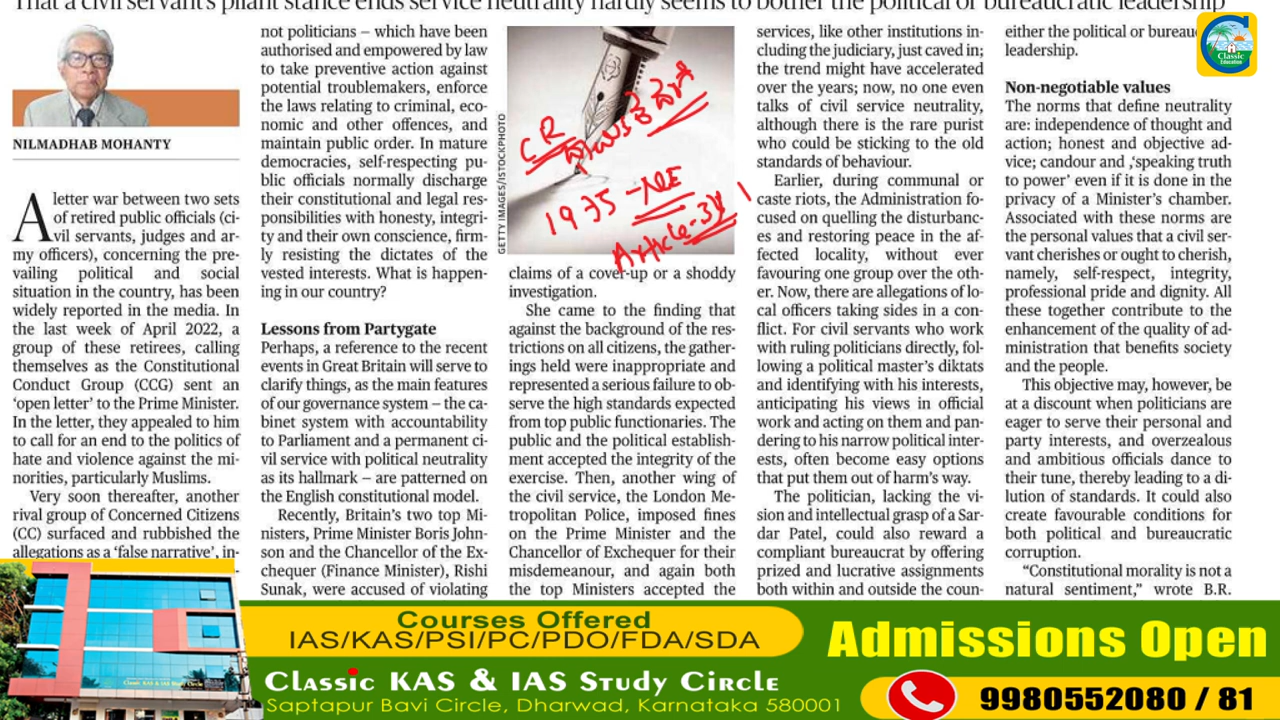 That a civil servant's pliant stance ends service neutrality hardly seems to bother the political or bureaucratic leadership
NILMADHAB MOHANTY
A letter war between two sets
of retired public officials (ci-
vil servants, judges and ar-
my officers), concerning the pre-
vailing political and social
situation in the country, has been
widely reported in the media. In
the last week of April 2022, a
group of these retirees, calling
themselves as the Constitutional
Conduct Group (CCG) sent an
'open letter' to the Prime Minister.
In the letter, they appealed to him
to call for an end to the politics of
hate and violence against the mi-
norities, particularly Muslims.
Very soon thereafter, another
rival group of Concerned Citizens
(CC) surfaced and rubbished the
allegations as a 'false narrative', in-
not politicians – which have been
authorised and empowered by law
to take preventive action against
potential troublemakers, enforce
the laws relating to criminal, eco-
nomic and other offences, and
maintain public order. In mature
democracies, self-respecting pu-
blic officials normally discharge
their constitutional and legal res-
ponsibilities with honesty, integri-
ty and their own conscience, firm-
ly resisting the dictates of the
vested interests. What is happen-
ing in our country?
Lessons from Partygate
Perhaps, a reference to the recent
events in Great Britain will serve to
clarify things, as the main features
of our governance system – the ca-
binet system with accountability
to Parliament and a permanent ci-
vil service with political neutrality
as its hallmark – are patterned on
the English constitutional model.
Recently, Britain's two top Mi-
nisters, Prime Minister Boris John-
son and the Chancellor of the Ex-
chequer (Finance Minister), Rishi
Sunak, were accused of violating
GETTY IMAGES/ISTOCKPHOTO
CR
1975
Article-34
claims of a cover-up or a shoddy
investigation.
She came to the finding that
against the background of the res-
trictions on all citizens, the gather-
ings held were inappropriate and
represented a serious failure to ob-
serve the high standards expected
from top public functionaries. The
public and the political establish-
ment accepted the integrity of the
exercise. Then, another wing of
the civil service, the London Me-
tropolitan Police, imposed fines
on the Prime Minister and the
Chancellor of Exchequer for their
misdemeanour, and again both
the top Ministers accepted the
services, like other institutions in-
cluding the judiciary, just caved in;
the trend might have accelerated
over the years; now, no one even
talks of civil service neutrality,
although there is the rare purist
who could be sticking to the old
standards of behaviour.
Earlier, during communal or
caste riots, the Administration fo-
cused on quelling the disturbanc-
es and restoring peace in the af-
fected locality, without ever
favouring one group over the oth-
er. Now, there are allegations of lo-
cal officers taking sides in a con-
flict. For civil servants who work
with ruling politicians directly, fol-
lowing a political master's diktats
and identifying with his interests,
anticipating his views in official
work and acting on them and pan-
dering to his narrow political inter-
ests, often become easy options
that put them out of harm's way.
The politician, lacking the vi-
sion and intellectual grasp of a Sar-
dar Patel, could also reward a
compliant bureaucrat by offering
prized and lucrative assignments
both within and outside the coun-
either the political or bureauc
leadership.
Non-negotiable values
The norms that define neutrality
are: independence of thought and
action; honest and objective ad-
vice; candour and ,'speaking truth
to power' even if it is done in the
privacy of a Minister's chamber.
Associated with these norms are
the personal values that a civil ser-
vant cherishes or ought to cherish,
namely, self-respect, integrity,
professional pride and dignity. All
these together contribute to the
enhancement of the quality of ad-
ministration that benefits society
and the people.
This objective may, however, be
at a discount when politicians are
eager to serve their personal and
party interests, and overzealous
and ambitious officials dance to
their tune, thereby leading to a di-
lution of standards. It could also
create favourable conditions for
both political and bureaucratic
corruption.
"Constitutional morality is not a
natural sentiment," wrote B.R.
Classic
Education
Classic KAS & IAS Study Circle
Courses Offered
IAS/KAS/PSI/PC/PDO/FDA/SDA
Classic KAS & IAS Study Circle
Saptapur Bavi Circle, Dharwad, Karnataka 580001
Admissions Open
9980552080 / 81